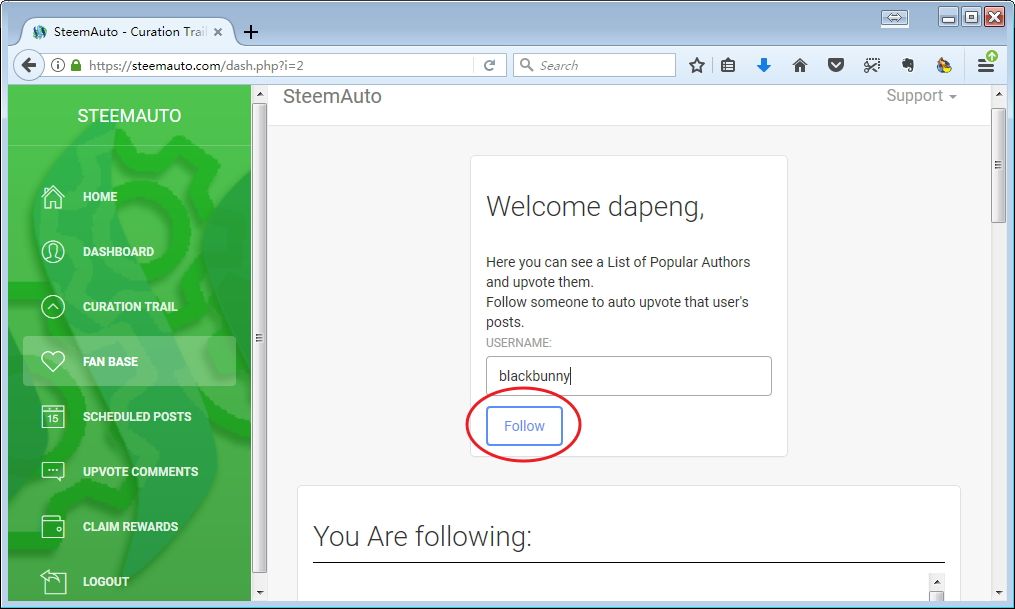 SteemAuto - Curation Trail
https://steemauto.com/dash.php?i=2
Search
STEEMAUTO
HOME
DASHBOARD
CURATION TRAIL
FAN BASE
15
SCHEDULED POSTS
UPVOTE COMMENTS
CLAIM REWARDS
LOGOUT
SteemAuto
Support
Welcome dapeng,
Here you can see a List of Popular Authors
and upvote them.
Follow someone to auto upvote that user's
posts.
USERNAME:
blackbunny
Follow
You Are following: